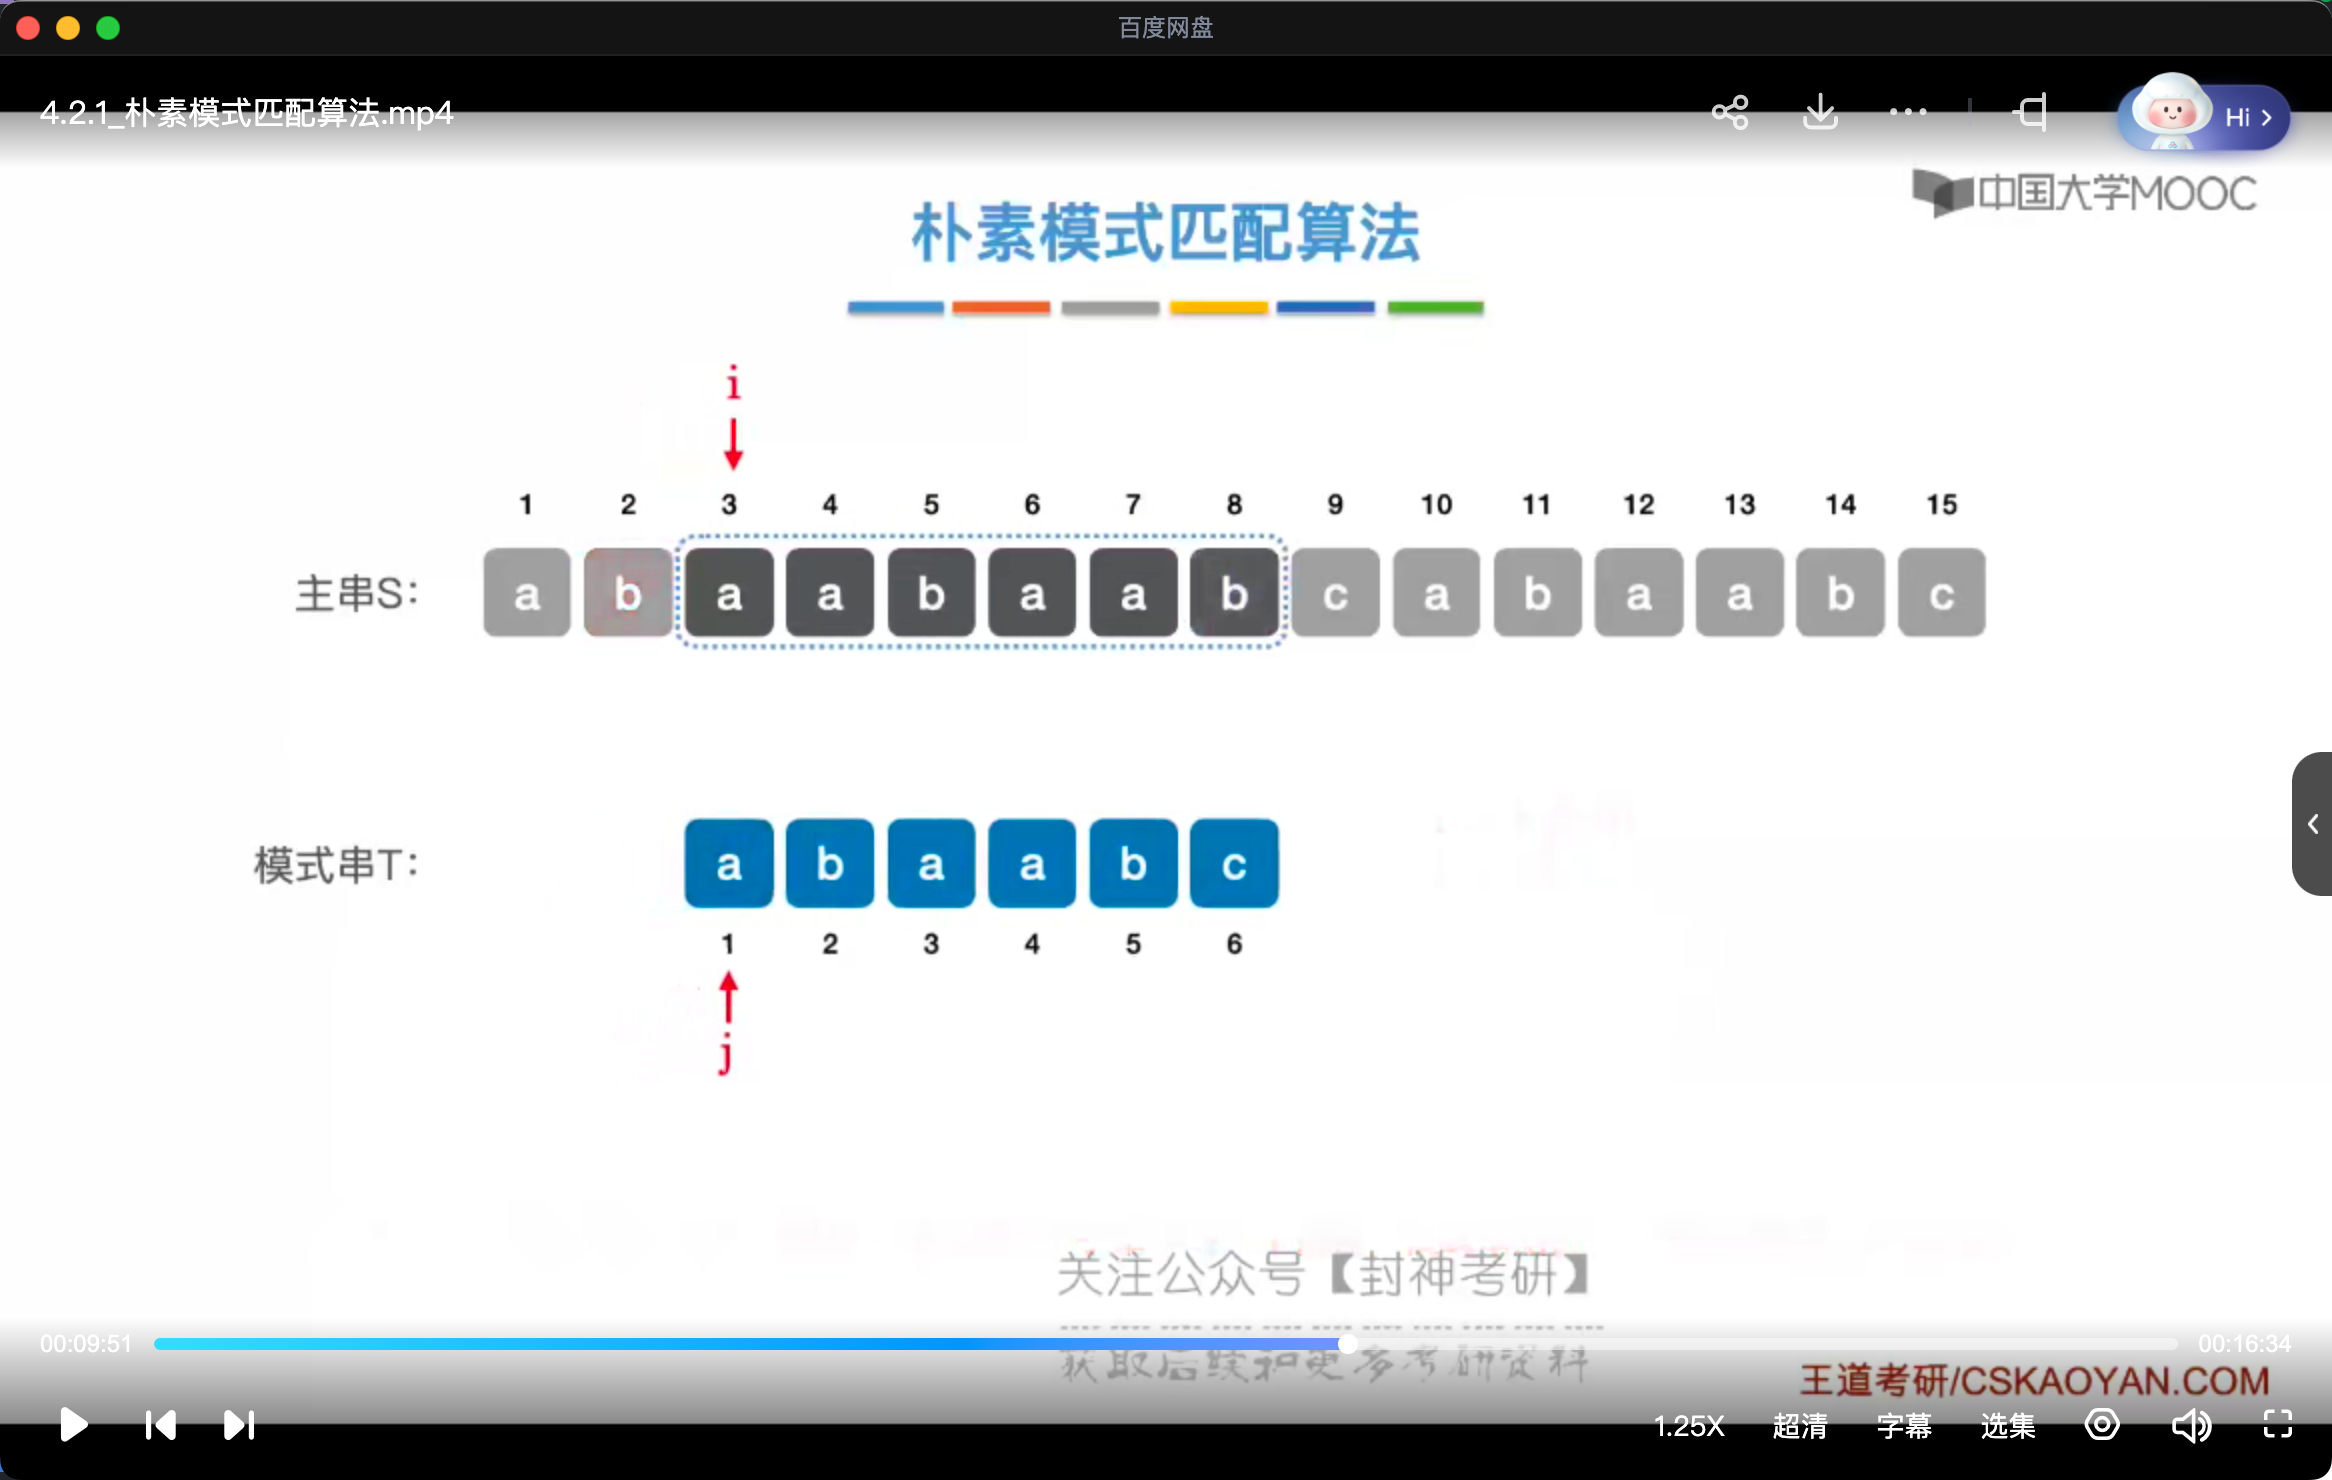 百度网盘
4.2.1_朴素模式匹配算法.mp4
Hi
中国大学MOOC
朴素模式匹配算法
i
1 2 3 4 5 6 7 8 9 10 11 12 13 14 15
主串S: a b a a b a a b c a b a a b c
模式串T: a b a a b c
1 2 3 4 5 6
j
关注公众号【封神考研】
00:09:51 00:16:34
获取后续和更多考研资料
王道考研/CSKAOYAN.COM
1.25X 超清 字幕 选集